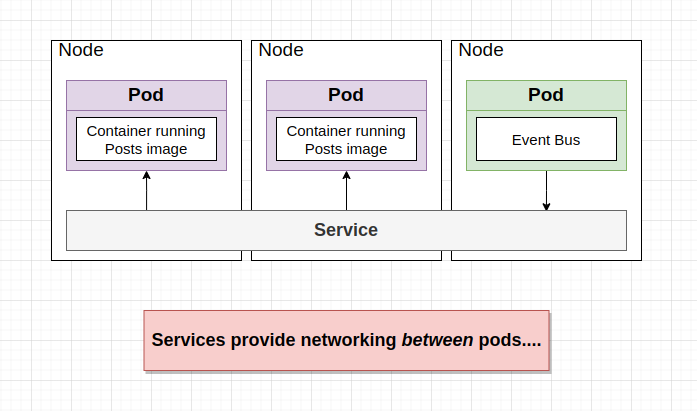 Node
Node
Node
Pod
Pod
Pod
Container running
Posts image
Container running
Posts image
Event Bus
Service
Services provide networking between pods....